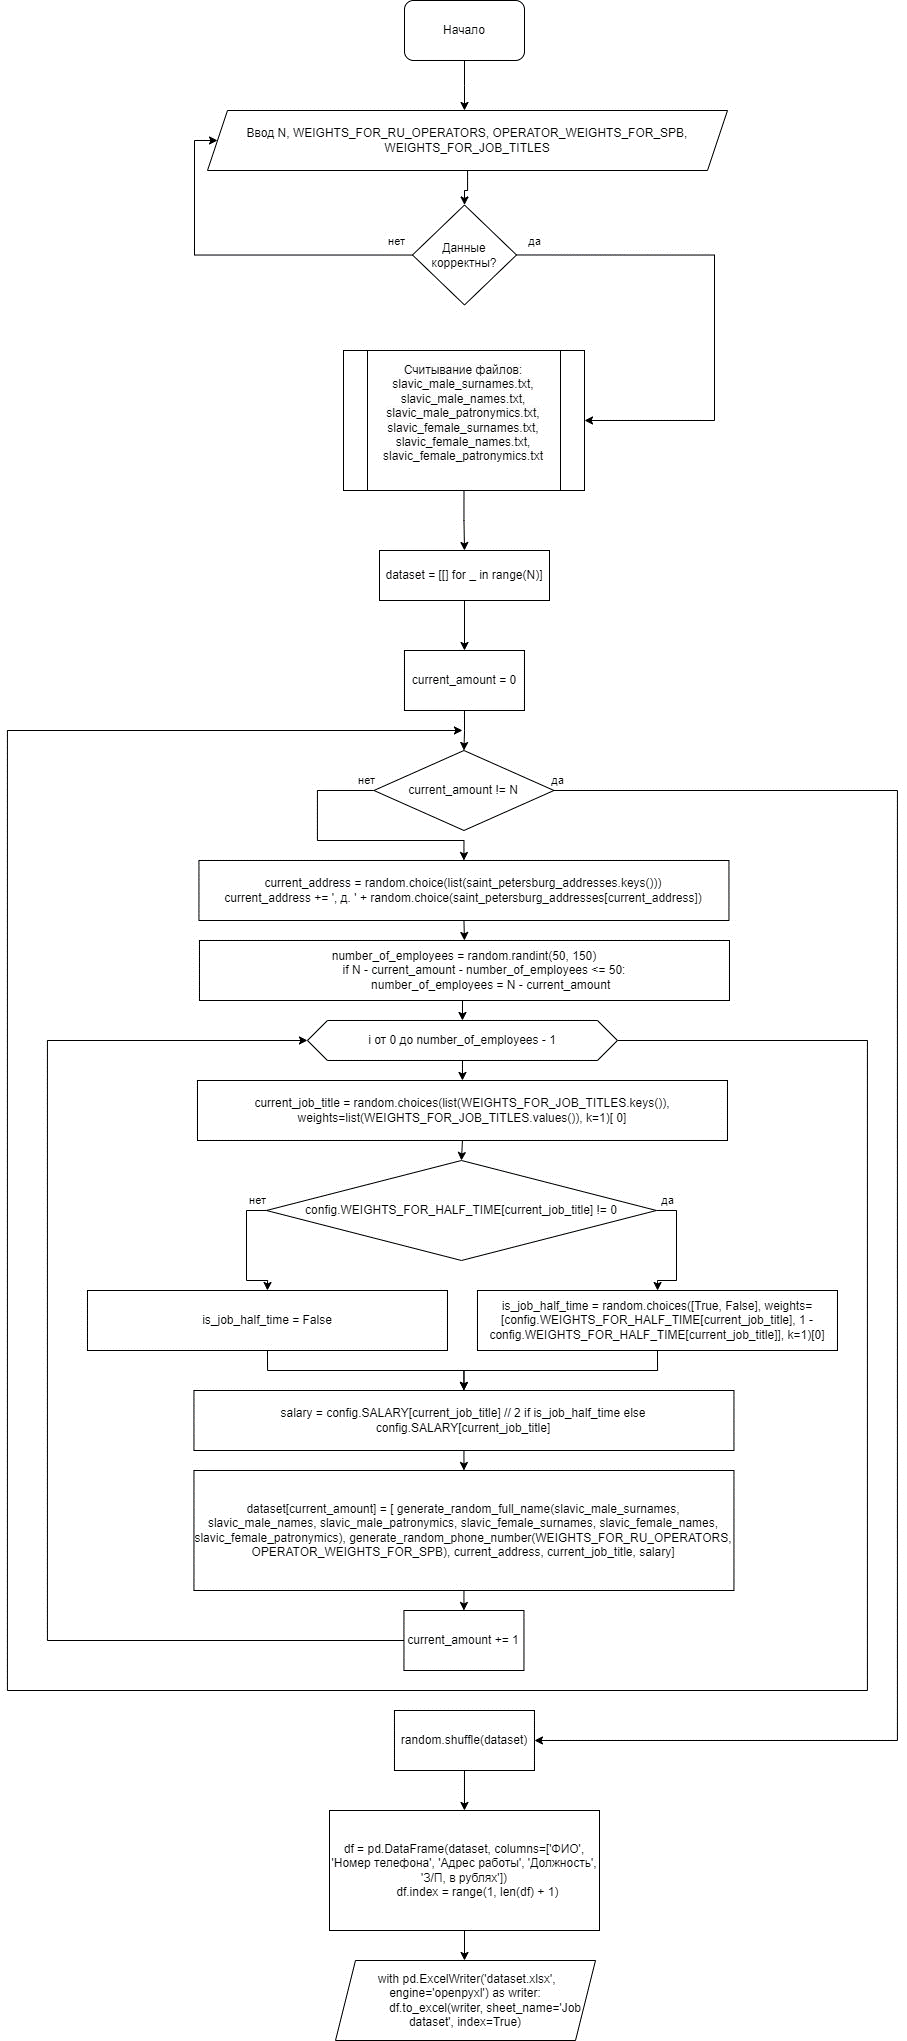 Начало
Ввод N, WEIGHTS_FOR_RU_OPERATORS, OPERATOR_WEIGHTS_FOR_SPB,
WEIGHTS_FOR_JOB_TITLES
нет
Данные
корректны?
да
Считывание файлов:
slavic_male_surnames.txt,
slavic_male_names.txt,
slavic_male_patronymics.txt,
slavic_female_surnames.txt,
slavic_female_names.txt,
slavic_female_patronymics.txt
dataset = [[] for _ in range(N)]
current_amount = 0
нет
current_amount != N
да
current_address = random.choice(list(saint_petersburg_addresses.keys()))
current_address += ', д. ' + random.choice(saint_petersburg_addresses[current_address])
number_of_employees = random.randint(50, 150)
if N - current_amount - number_of_employees <= 50:
number_of_employees = N - current_amount
i от 0 до number_of_employees - 1
current_job_title = random.choices(list(WEIGHTS_FOR_JOB_TITLES.keys()),
weights=list(WEIGHTS_FOR_JOB_TITLES.values()), k=1)[ 0]
нет
config.WEIGHTS_FOR_HALF_TIME[current_job_title] != 0
да
is_job_half_time = False
is_job_half_time = random.choices([True, False], weights=
[config.WEIGHTS_FOR_HALF_TIME[current_job_title], 1 -
config.WEIGHTS_FOR_HALF_TIME[current_job_title]], k=1)[0]
salary = config.SALARY[current_job_title] // 2 if is_job_half_time else
config.SALARY[current_job_title]
dataset[current_amount] = [ generate_random_full_name(slavic_male_surnames,
slavic_male_names, slavic_male_patronymics, slavic_female_surnames, slavic_female_names,
slavic_female_patronymics), generate_random_phone_number(WEIGHTS_FOR_RU_OPERATORS,
OPERATOR_WEIGHTS_FOR_SPB), current_address, current_job_title, salary]
current_amount += 1
random.shuffle(dataset)
df = pd.DataFrame(dataset, columns=['ФИО',
'Номер телефона', 'Адрес работы', 'Должность',
'З/П, в рублях'])
df.index = range(1, len(df) + 1)
with pd.ExcelWriter('dataset.xlsx',
engine='openpyxl') as writer:
df.to_excel(writer, sheet_name='Job
dataset', index=True)